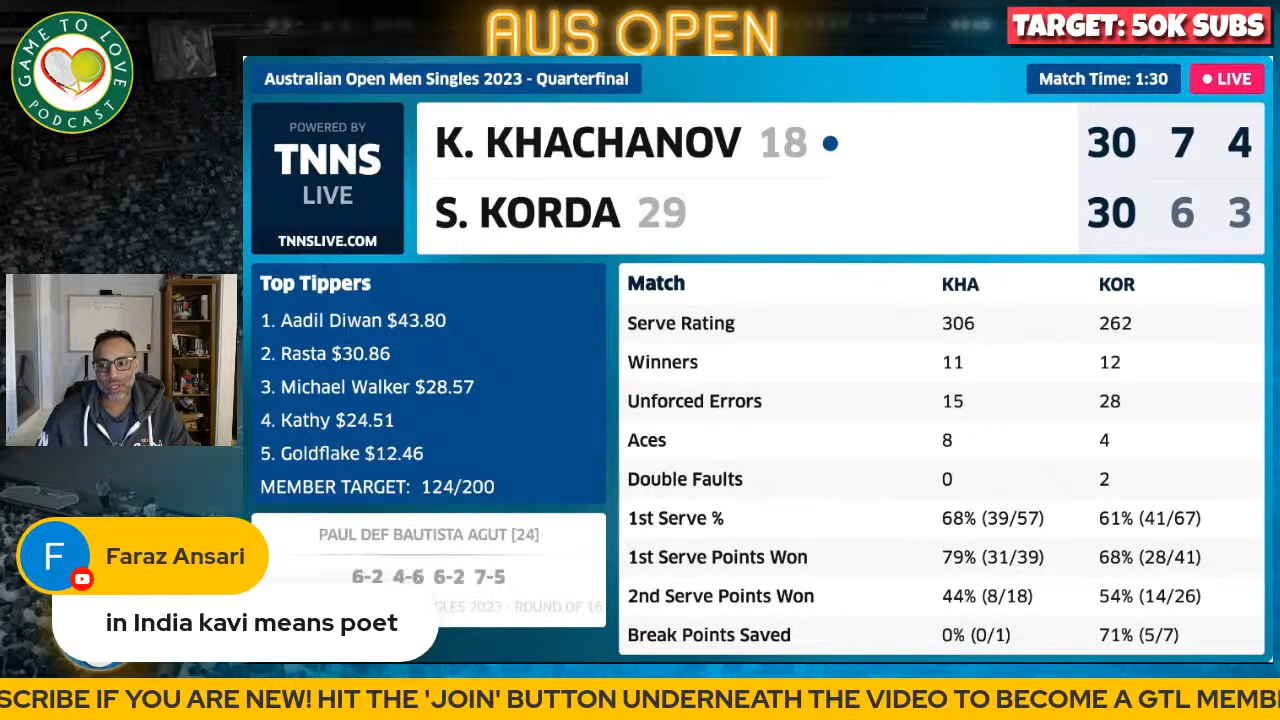 GAME TO LOVE
PODCAST
AUS OPEN
TARGET: 50K SUBS
Australian Open Men Singles 2023 - Quarterfinal
Match Time: 1:30
LIVE
POWERED BY
TNNS
LIVE
TNNSLIVE.COM
K. KHACHANOV 18 30 7 4
S. KORDA 29 30 6 3
Top Tippers
1. Aadil Diwan $43.80
2. Rasta $30.86
3. Michael Walker $28.57
4. Kathy $24.51
5. Goldflake $12.46
MEMBER TARGET: 124/200
PAUL DEF BAUTISTA AGUT [24]
6-2 4-6 6-2 7-5
GLES 2023 - ROUND OF 16
Match KHA KOR
Serve Rating 306 262
Winners 11 12
Unforced Errors 15 28
Aces 8 4
Double Faults 0 2
1st Serve % 68% (39/57) 61% (41/67)
1st Serve Points Won 79% (31/39) 68% (28/41)
2nd Serve Points Won 44% (8/18) 54% (14/26)
Break Points Saved 0% (0/1) 71% (5/7)
F
Faraz Ansari
in India kavi means poet
SCRIBE IF YOU ARE NEW! HIT THE 'JOIN' BUTTON UNDERNEATH THE VIDEO TO BECOME A GTL MEMB